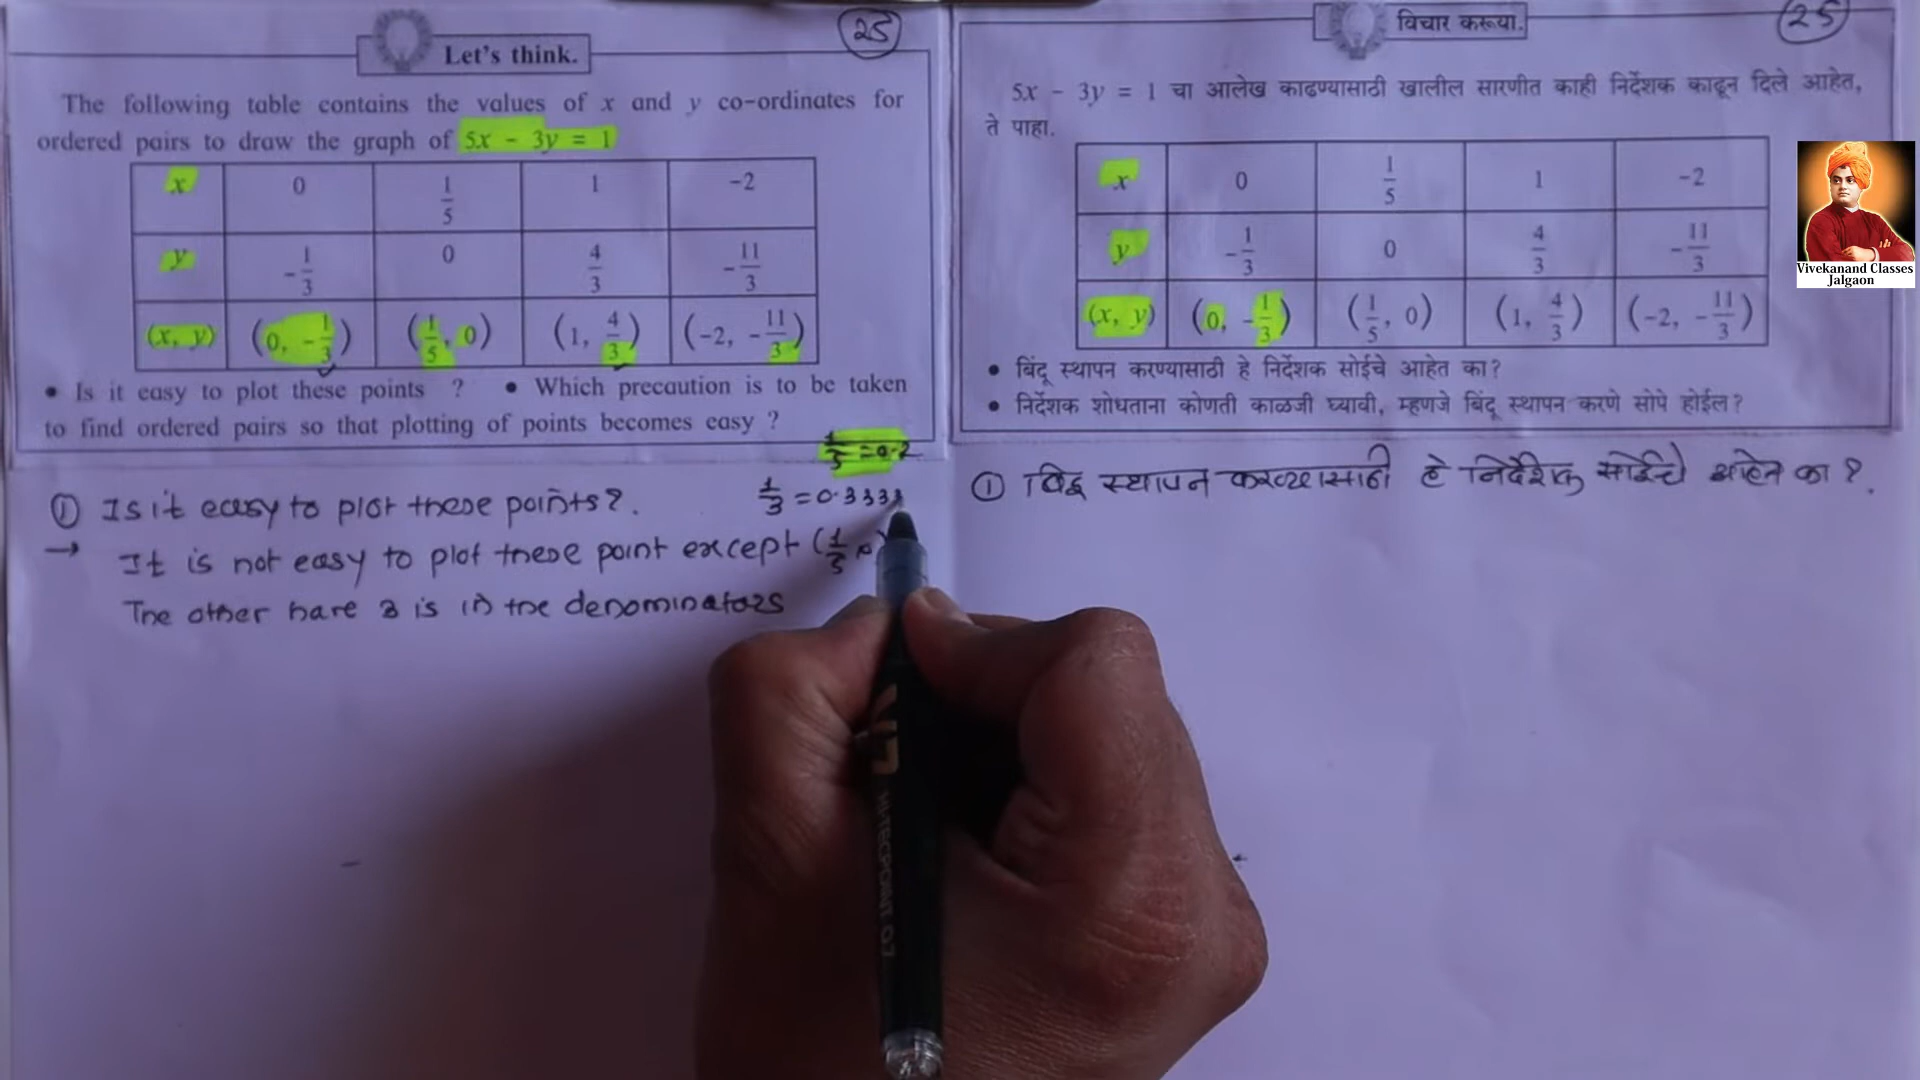 25
Let's think.
The following table contains the values of x and y co-ordinates for
ordered pairs to draw the graph of 5x - 3y = 1
x 0 1/5 1 -2
y -1/3 0 4/3 -11/3
(x, y) (0, -1/3) (1/5, 0) (1, 4/3) (-2, -11/3)
• Is it easy to plot these points ? • Which precaution is to be taken
to find ordered pairs so that plotting of points becomes easy ?
1/5 = 0.2
1/3 = 0.3333
① Is it easy to plot these points?.
→ It is not easy to plot these point except (1/5,
The other have 3 is in the denominators
25
विचार करूया.
5x - 3y = 1 चा आलेख काढण्यासाठी खालील सारणीत काही निर्देशक काढून दिले आहेत,
ते पाहा.
x 0 1/5 1 -2
y -1/3 0 4/3 -11/3
(x, y) (0, -1/3) (1/5, 0) (1, 4/3) (-2, -11/3)
• बिंदू स्थापन करण्यासाठी हे निर्देशक सोईचे आहेत का?
• निर्देशक शोधताना कोणती काळजी घ्यावी, म्हणजे बिंदू स्थापन करणे सोपे होईल?
① बिंदू स्थापन करण्यासाठी हे निर्देशक सोईचे आहेत का ?.
Vivekanand Classes
Jalgaon
HI-TECPOINT 07